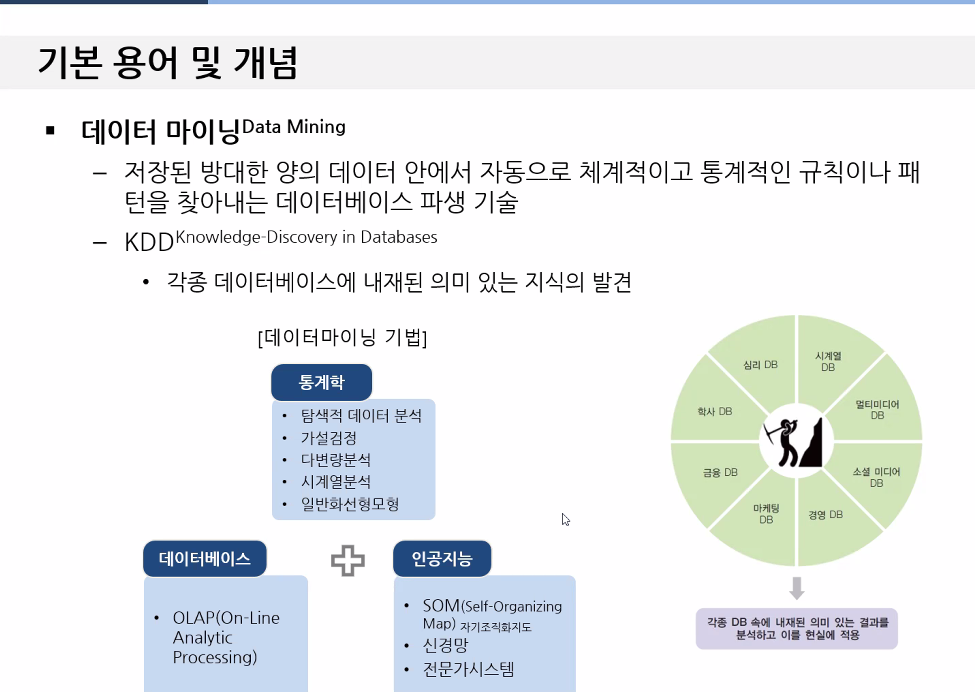 기본 용어 및 개념
▪ 데이터 마이닝Data Mining
– 저장된 방대한 양의 데이터 안에서 자동으로 체계적이고 통계적인 규칙이나 패
턴을 찾아내는 데이터베이스 파생 기술
– KDDKnowledge-Discovery in Databases
• 각종 데이터베이스에 내재된 의미 있는 지식의 발견
[데이터마이닝 기법]
통계학
• 탐색적 데이터 분석
• 가설검정
• 다변량분석
• 시계열분석
• 일반화선형모형
데이터베이스
• OLAP(On-Line
Analytic
Processing)
인공지능
• SOM(Self-Organizing
Map) 자기조직화지도
• 신경망
• 전문가시스템
심리 DB
시계열
DB
멀티미디어
DB
소셜 미디어
DB
경영 DB
마케팅
DB
금융 DB
학사 DB
각종 DB 속에 내재된 의미 있는 결과를
분석하고 이를 현실에 적용